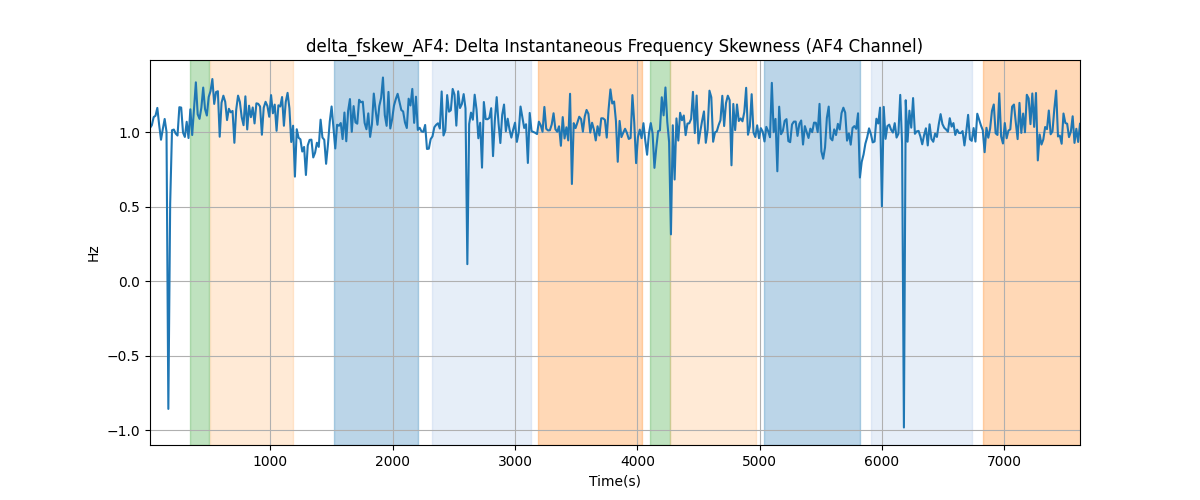 delta_fskew_AF4: Delta Instantaneous Frequency Skewness (AF4 Channel)
Hz
1.0
0.5
0.0
−0.5
−1.0
1000 2000 3000 4000 5000 6000 7000
Time(s)